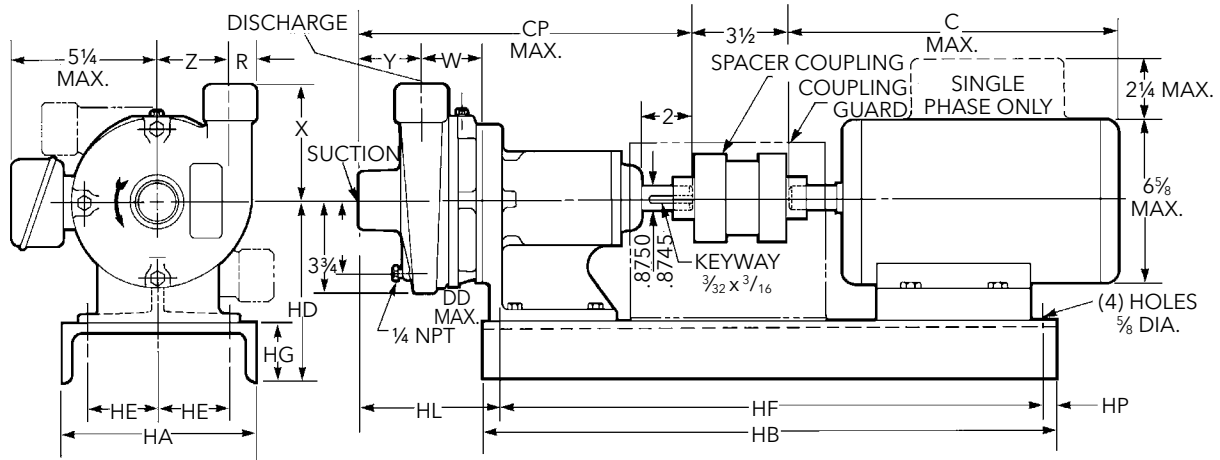 DISCHARGE
CP
MAX.
3½
C
MAX.
5¼
MAX.
Z
R
Y
W
SPACER COUPLING
COUPLING
GUARD
SINGLE
PHASE ONLY
2¼ MAX.
2
X
SUCTION
6⅝
MAX.
3¾
.8750
.8745
KEYWAY
3⁄32 x 3⁄16
HD
DD
MAX.
¼ NPT
(4) HOLES
⅝ DIA.
HG
HE
HE
HA
HL
HF
HP
HB